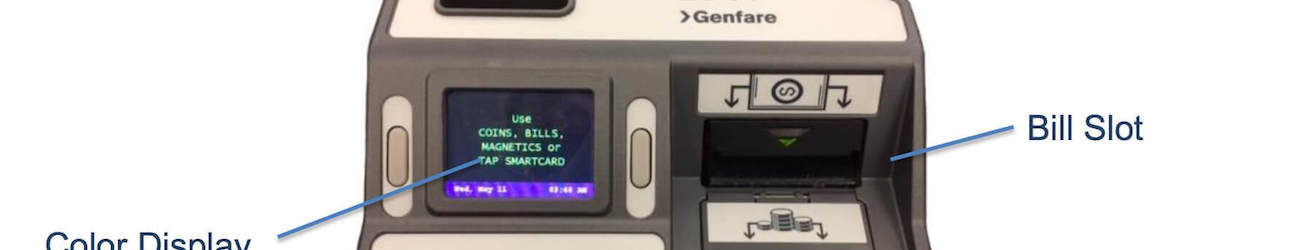 Genfare
Use
COINS, BILLS,
MAGNETICS or
TAP SMARTCARD
Wed, May 11
Bill Slot
Color Display